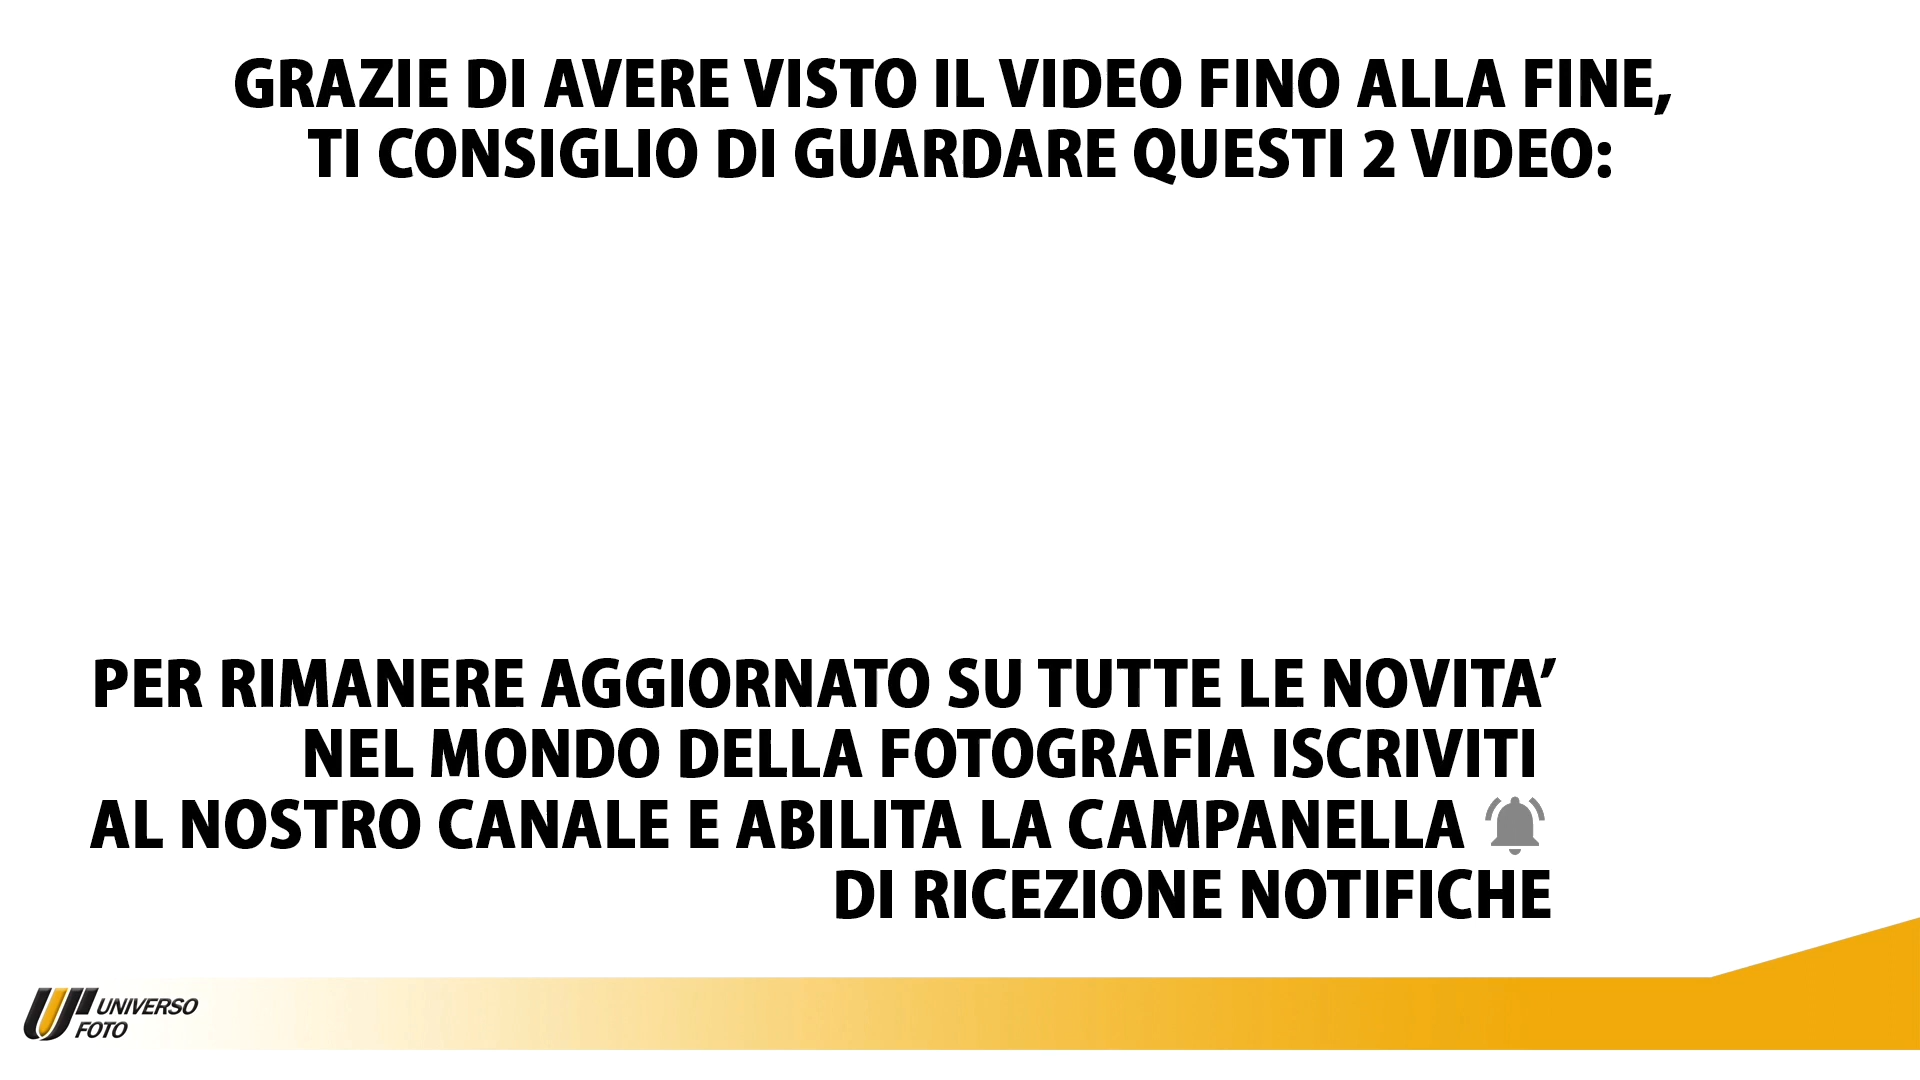 GRAZIE DI AVERE VISTO IL VIDEO FINO ALLA FINE,
TI CONSIGLIO DI GUARDARE QUESTI 2 VIDEO:
PER RIMANERE AGGIORNATO SU TUTTE LE NOVITA’
NEL MONDO DELLA FOTOGRAFIA ISCRIVITI
AL NOSTRO CANALE E ABILITA LA CAMPANELLA
DI RICEZIONE NOTIFICHE
UNIVERSO
FOTO